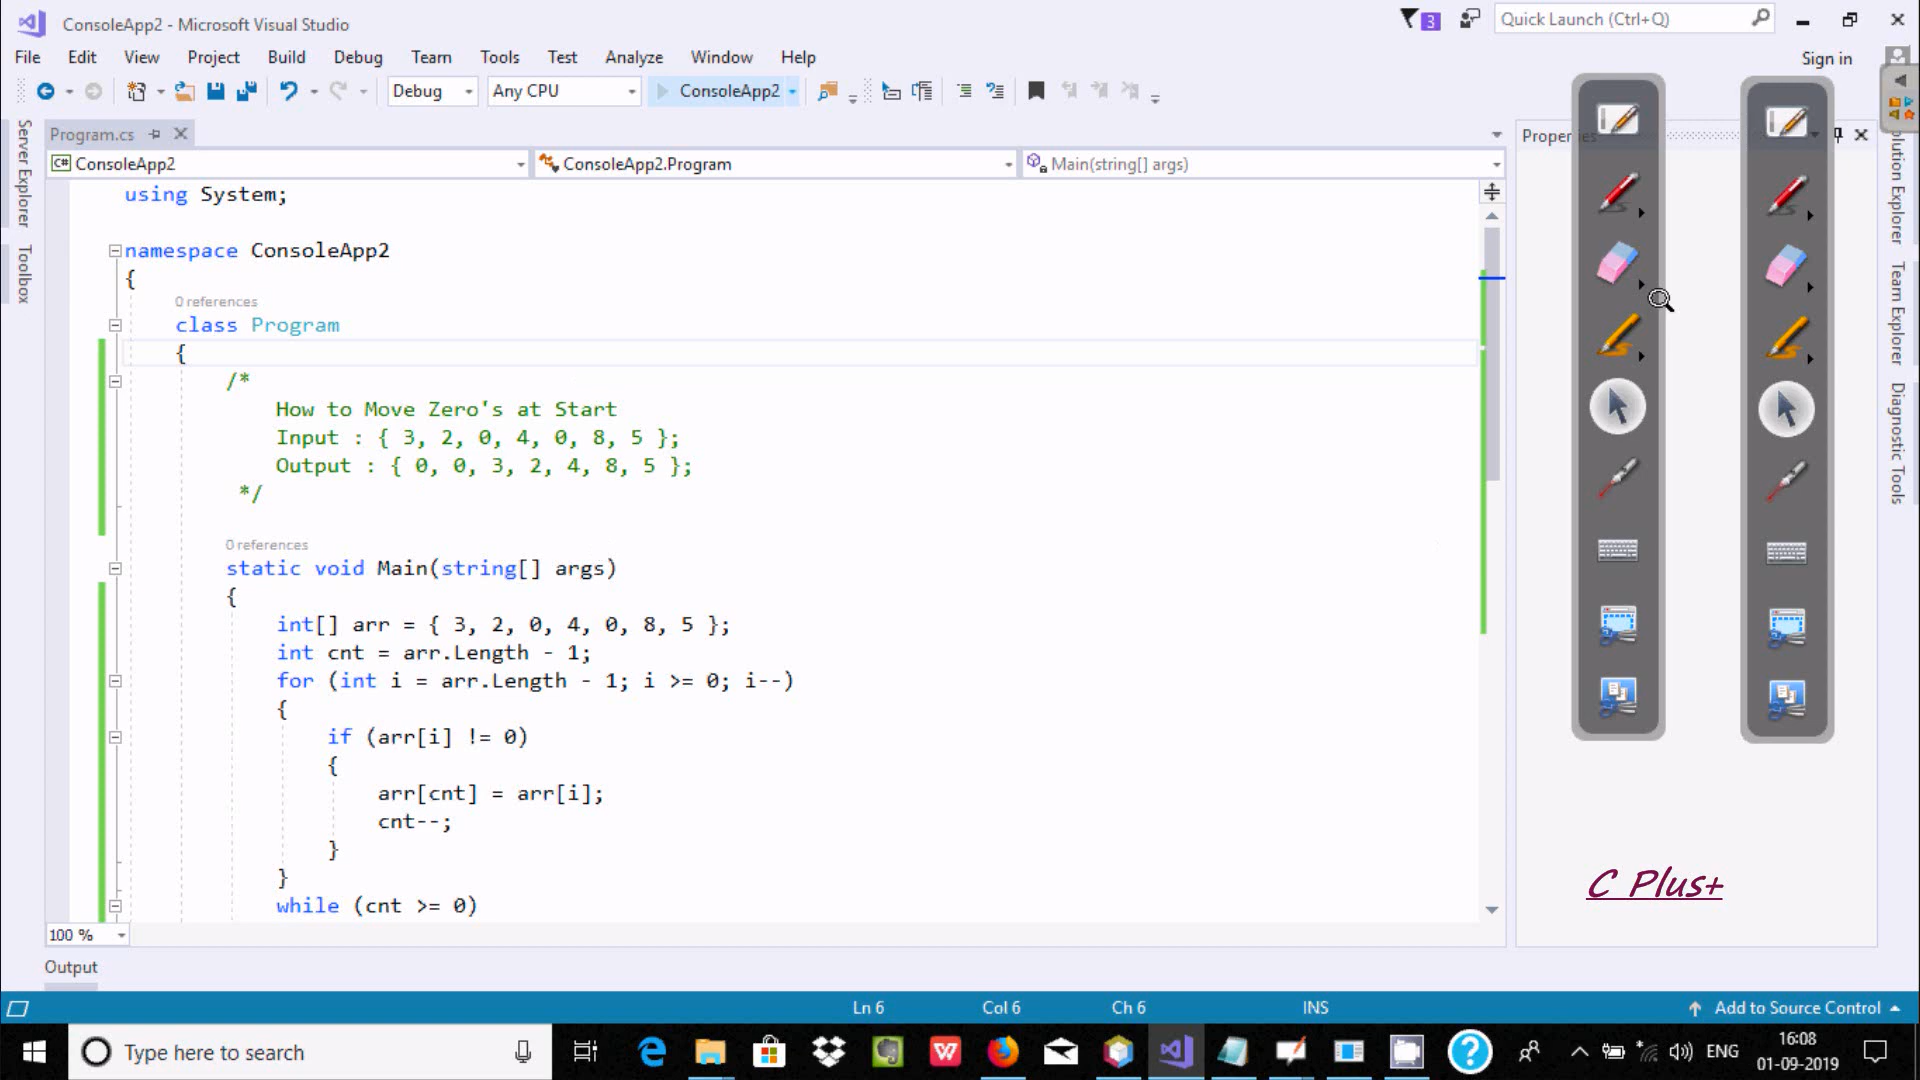 ConsoleApp2 - Microsoft Visual Studio
3
Quick Launch (Ctrl+Q)
File Edit View Project Build Debug Team Tools Test Analyze Window Help
Sign in
Debug Any CPU ConsoleApp2
Server Explorer
Toolbox
Program.cs
C# ConsoleApp2
ConsoleApp2.Program
Main(string[] args)
using System;
namespace ConsoleApp2
{
0 references
class Program
{
/*
How to Move Zero's at Start
Input : { 3, 2, 0, 4, 0, 8, 5 };
Output : { 0, 0, 3, 2, 4, 8, 5 };
*/
0 references
static void Main(string[] args)
{
int[] arr = { 3, 2, 0, 4, 0, 8, 5 };
int cnt = arr.Length - 1;
for (int i = arr.Length - 1; i >= 0; i--)
{
if (arr[i] != 0)
{
arr[cnt] = arr[i];
cnt--;
}
}
while (cnt >= 0)
100 %
Output
Team Explorer
Diagnostic Tools
C Plus+
Ln 6 Col 6 Ch 6 INS
Add to Source Control
Type here to search
ENG
16:08
01-09-2019